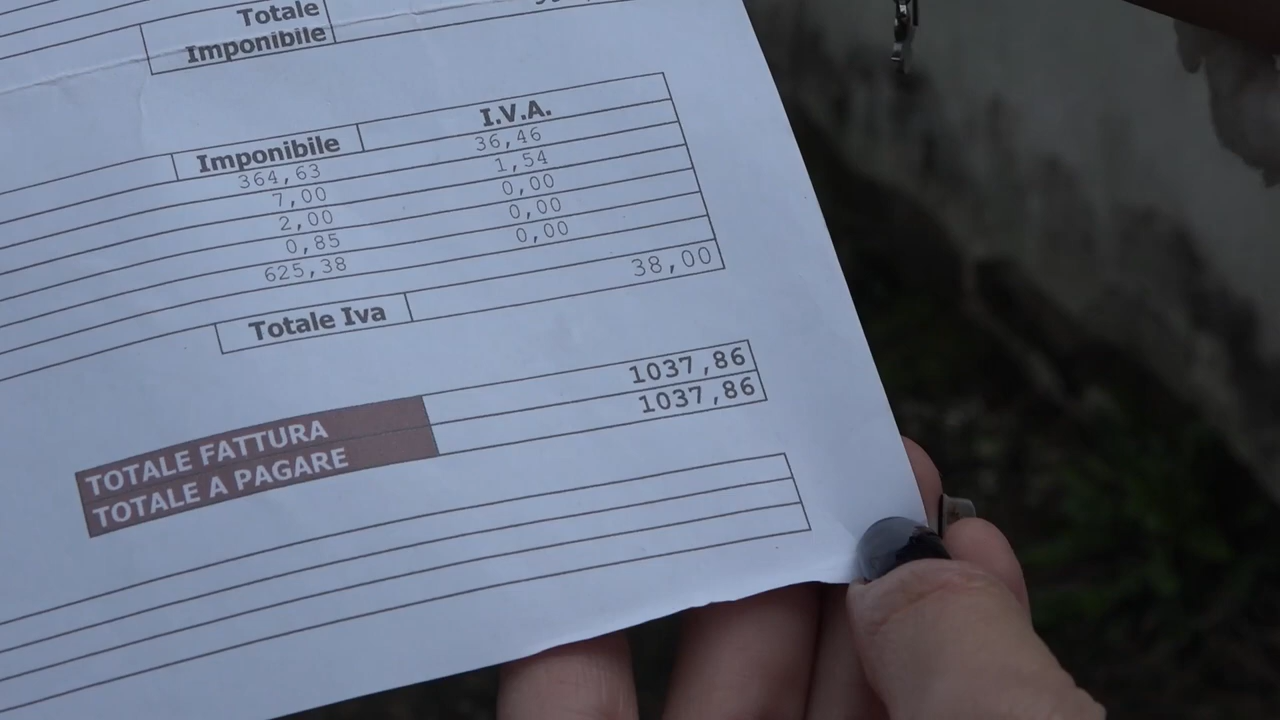 Totale
Imponibile
Imponibile I.V.A.
364,63 36,46
7,00 1,54
2,00 0,00
0,85 0,00
625,38 0,00
Totale Iva 38,00
TOTALE FATTURA 1037,86
TOTALE A PAGARE 1037,86